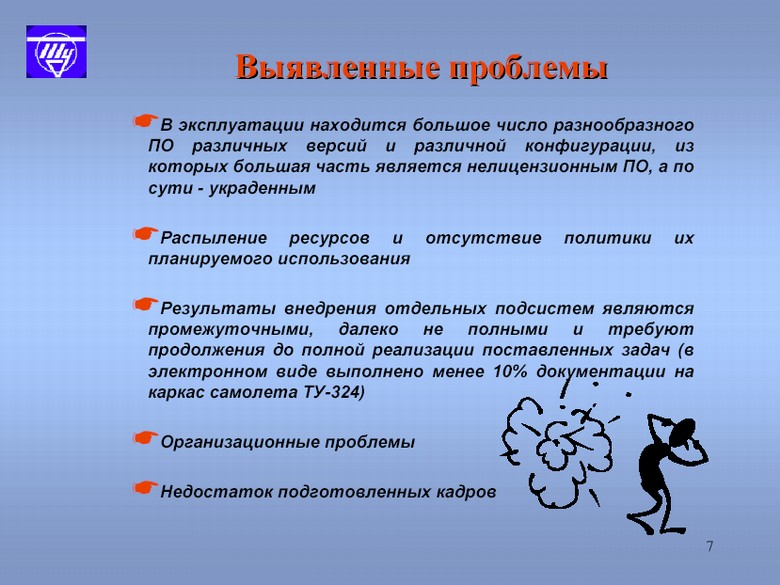 Ту
Выявленные проблемы
В эксплуатации находится большое число разнообразного
ПО различных версий и различной конфигурации, из
которых большая часть является нелицензионным ПО, а по
сути - украденным
Распыление ресурсов и отсутствие политики их
планируемого использования
Результаты внедрения отдельных подсистем являются
промежуточными, далеко не полными и требуют
продолжения до полной реализации поставленных задач (в
электронном виде выполнено менее 10% документации на
каркас самолета ТУ-324)
Организационные проблемы
Недостаток подготовленных кадров
7